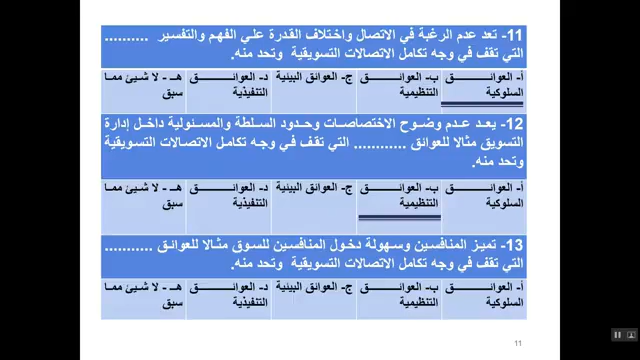 11- تعد عدم الرغبة في الاتصال واختلاف القدرة علي الفهم والتفسير ..........
التي تقف في وجه تكامل الاتصالات التسويقية وتحد منه.
أ- العوائق السلوكية
ب- العوائق التنظيمية
ج- العوائق البيئية
د- العوائق التنفيذية
هـ - لا شيئ مما سبق
12- يعد عدم وضوح الاختصاصات وحدود السلطة والمسئولية داخل إدارة
التسويق مثالا للعوائق ............ التي تقف في وجه تكامل الاتصالات التسويقية
وتحد منه.
أ- العوائق السلوكية
ب- العوائق التنظيمية
ج- العوائق البيئية
د- العوائق التنفيذية
هـ - لا شيئ مما سبق
13- تميز المنافسين وسهولة دخول المنافسين للسوق مثالا للعوائق ...........
التي تقف في وجه تكامل الاتصالات التسويقية وتحد منه.
أ- العوائق السلوكية
ب- العوائق التنظيمية
ج- العوائق البيئية
د- العوائق التنفيذية
هـ - لا شيئ مما سبق
11